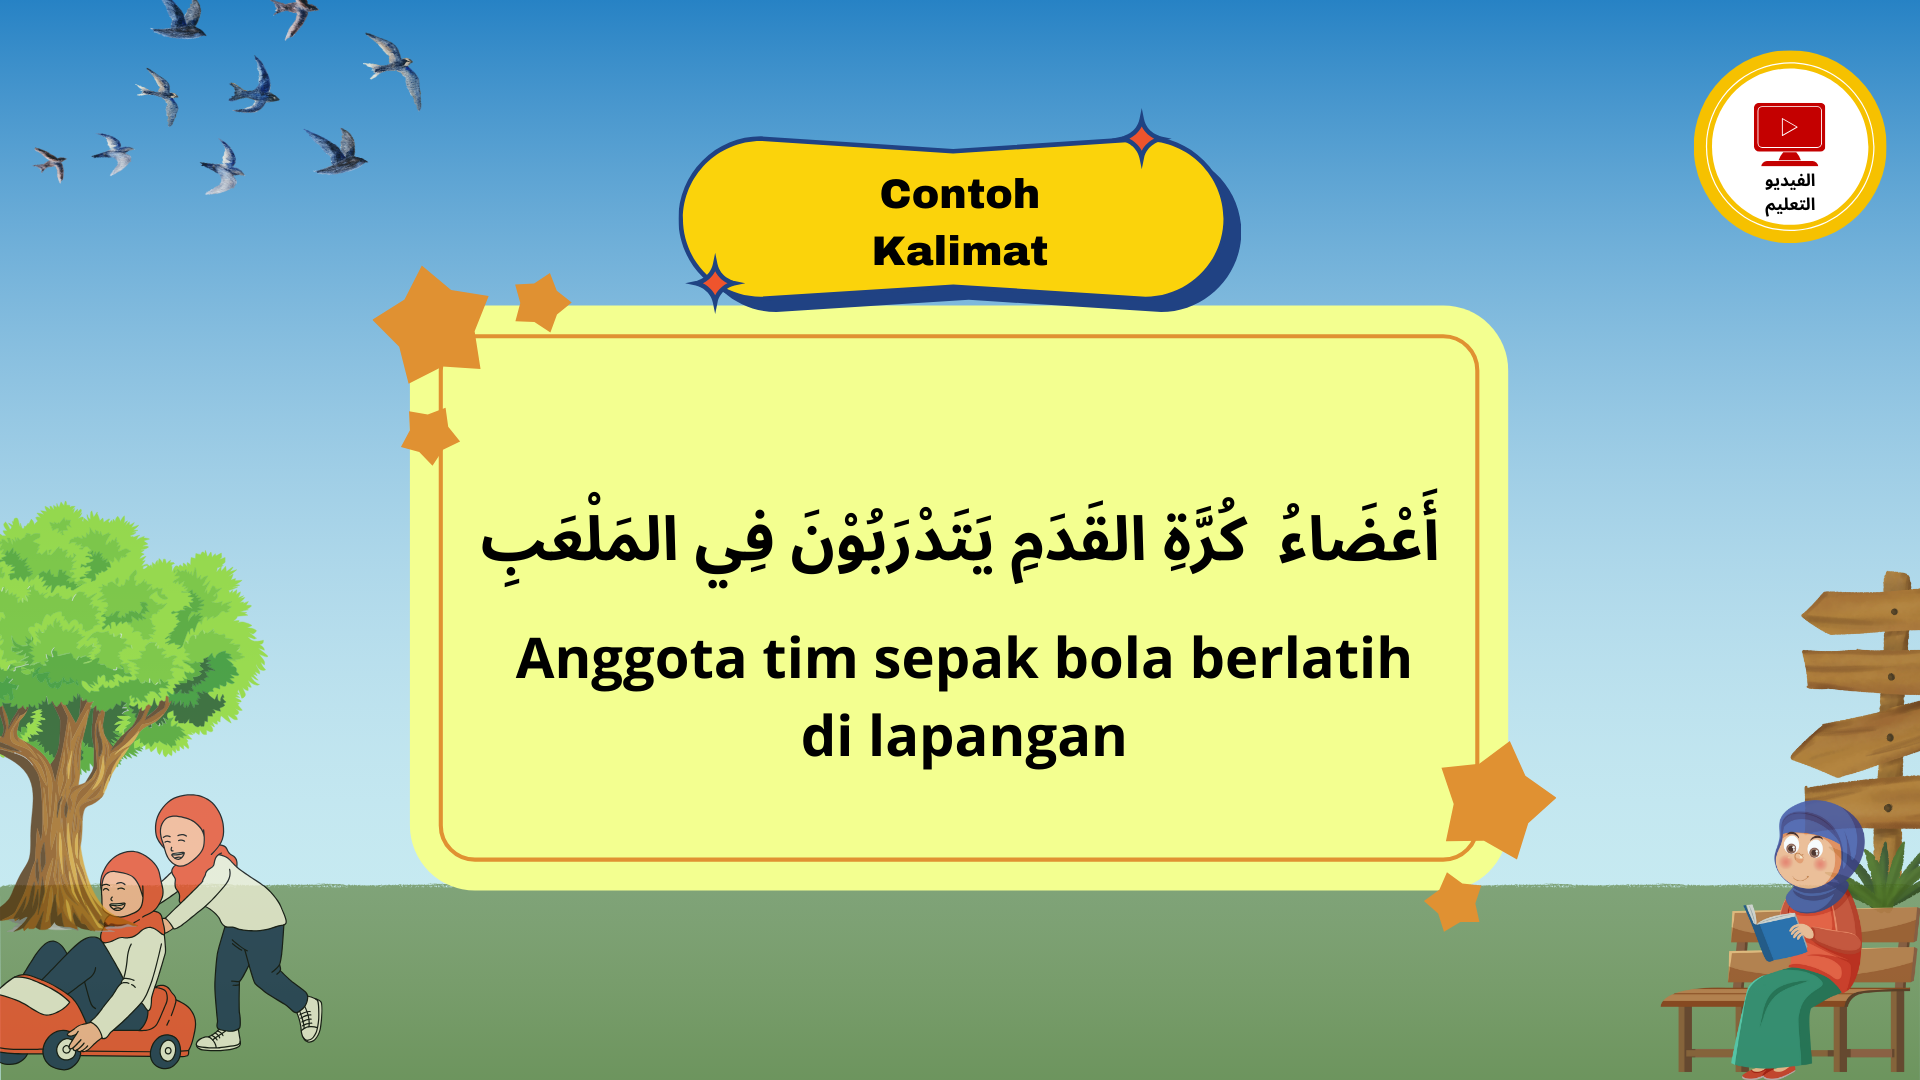 Contoh
Kalimat
الفيديو
التعليم
أَعْضَاءُ كُرَّةِ القَدَمِ يَتَدْرَبُوْنَ فِي المَلْعَبِ
Anggota tim sepak bola berlatih
di lapangan